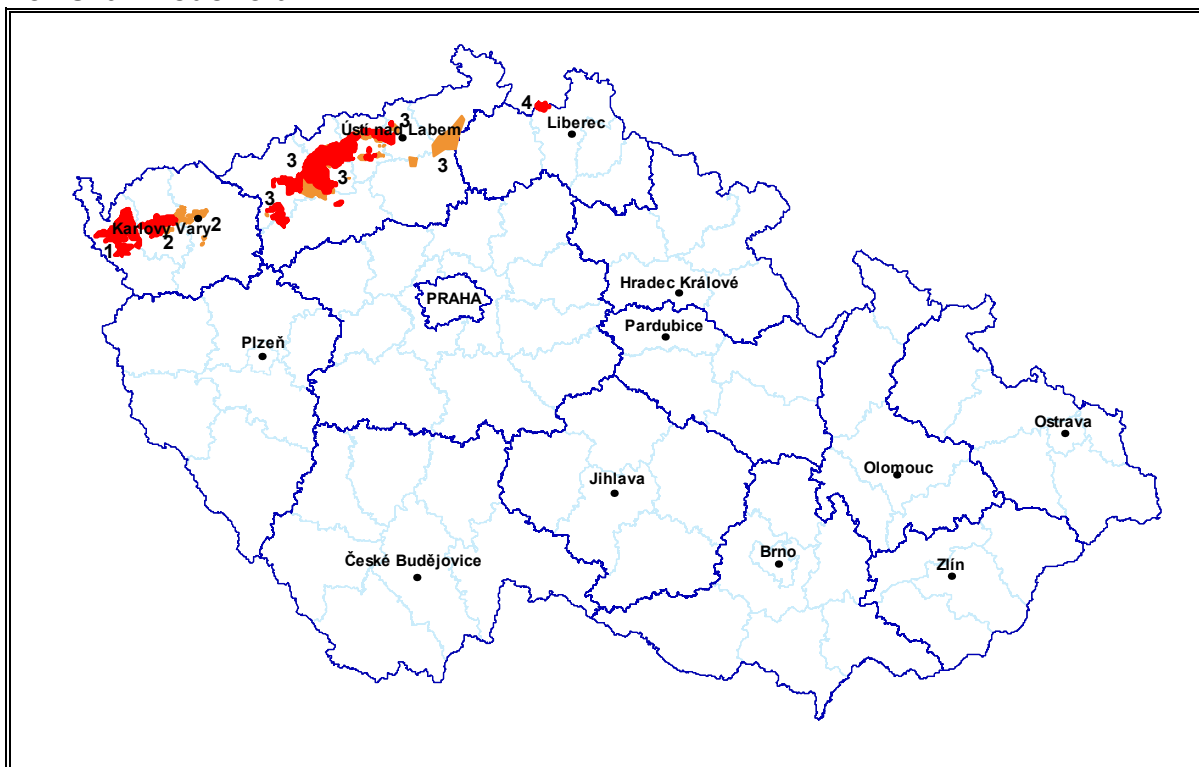 4
Liberec
3
Ústí nad Labem
3
3
3
3
Karlovy Vary
2
2
1
Hradec Králové
PRAHA
Pardubice
Plzeň
Ostrava
Olomouc
Jihlava
Brno
České Budějovice
Zlín